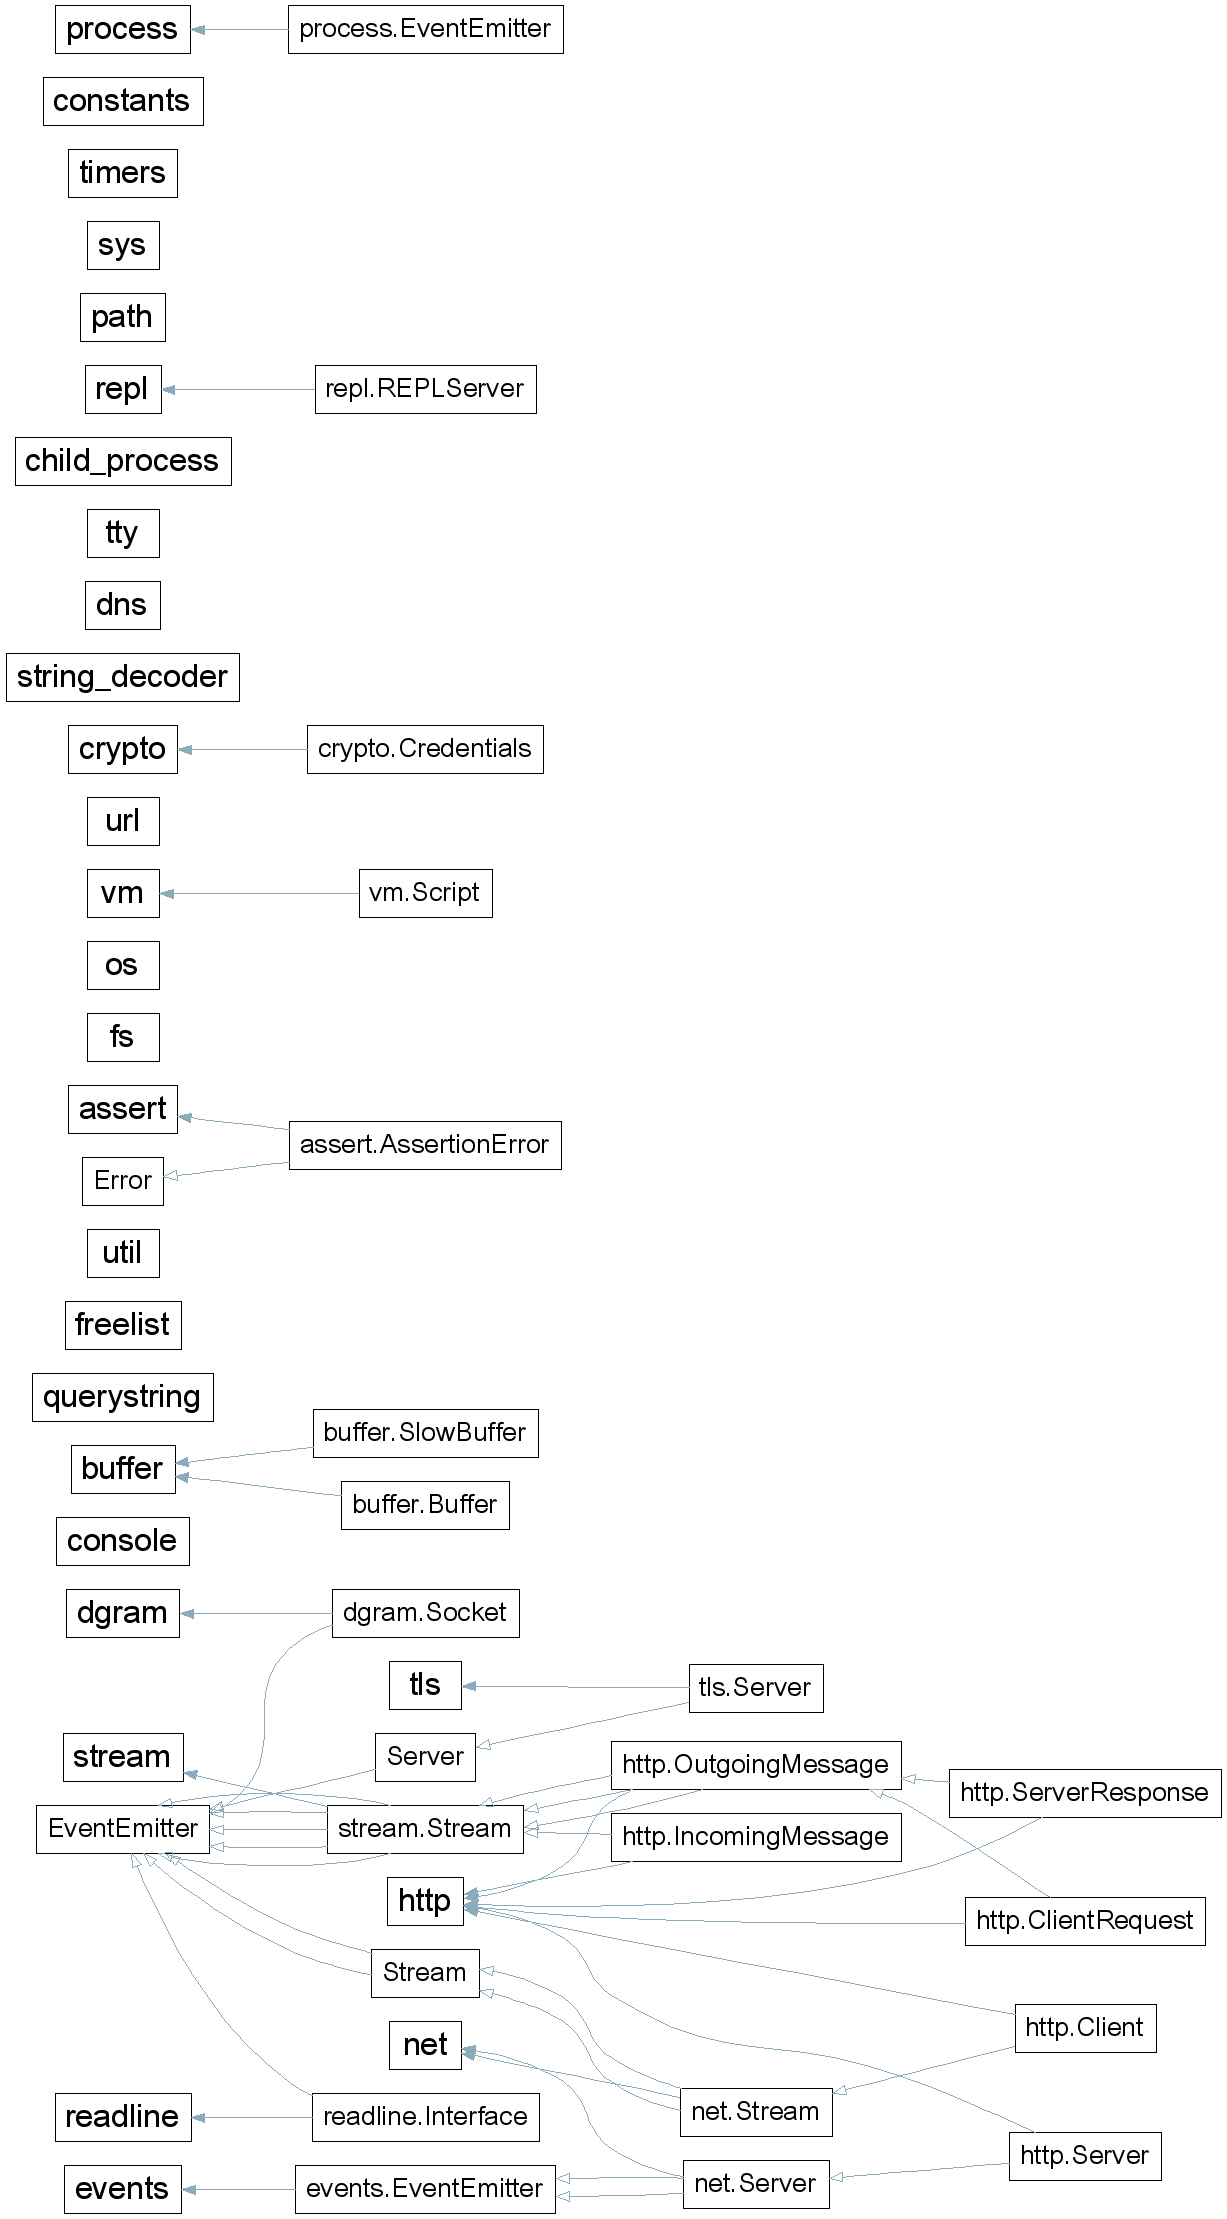 process
process.EventEmitter
constants
timers
sys
path
repl
repl.REPLServer
child_process
tty
dns
string_decoder
crypto
crypto.Credentials
url
vm
vm.Script
os
fs
assert
assert.AssertionError
Error
util
freelist
querystring
buffer.SlowBuffer
buffer
buffer.Buffer
console
dgram
dgram.Socket
tls
tls.Server
stream
Server
http.OutgoingMessage
http.ServerResponse
EventEmitter
stream.Stream
http.IncomingMessage
http
http.ClientRequest
Stream
http.Client
net
net.Stream
readline
readline.Interface
http.Server
events
events.EventEmitter
net.Server